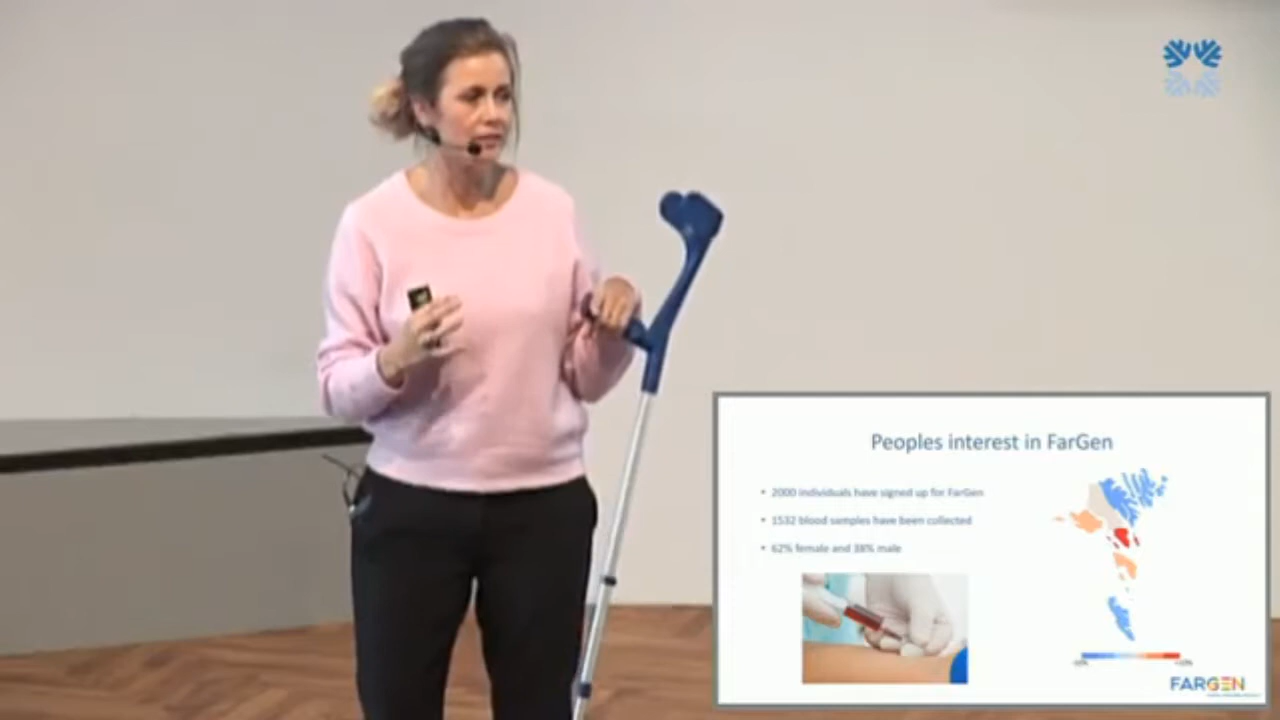 Peoples interest in FarGen
• 2000 individuals have signed up for FarGen
• 1532 blood samples have been collected
• 62% female and 38% male
FARGEN